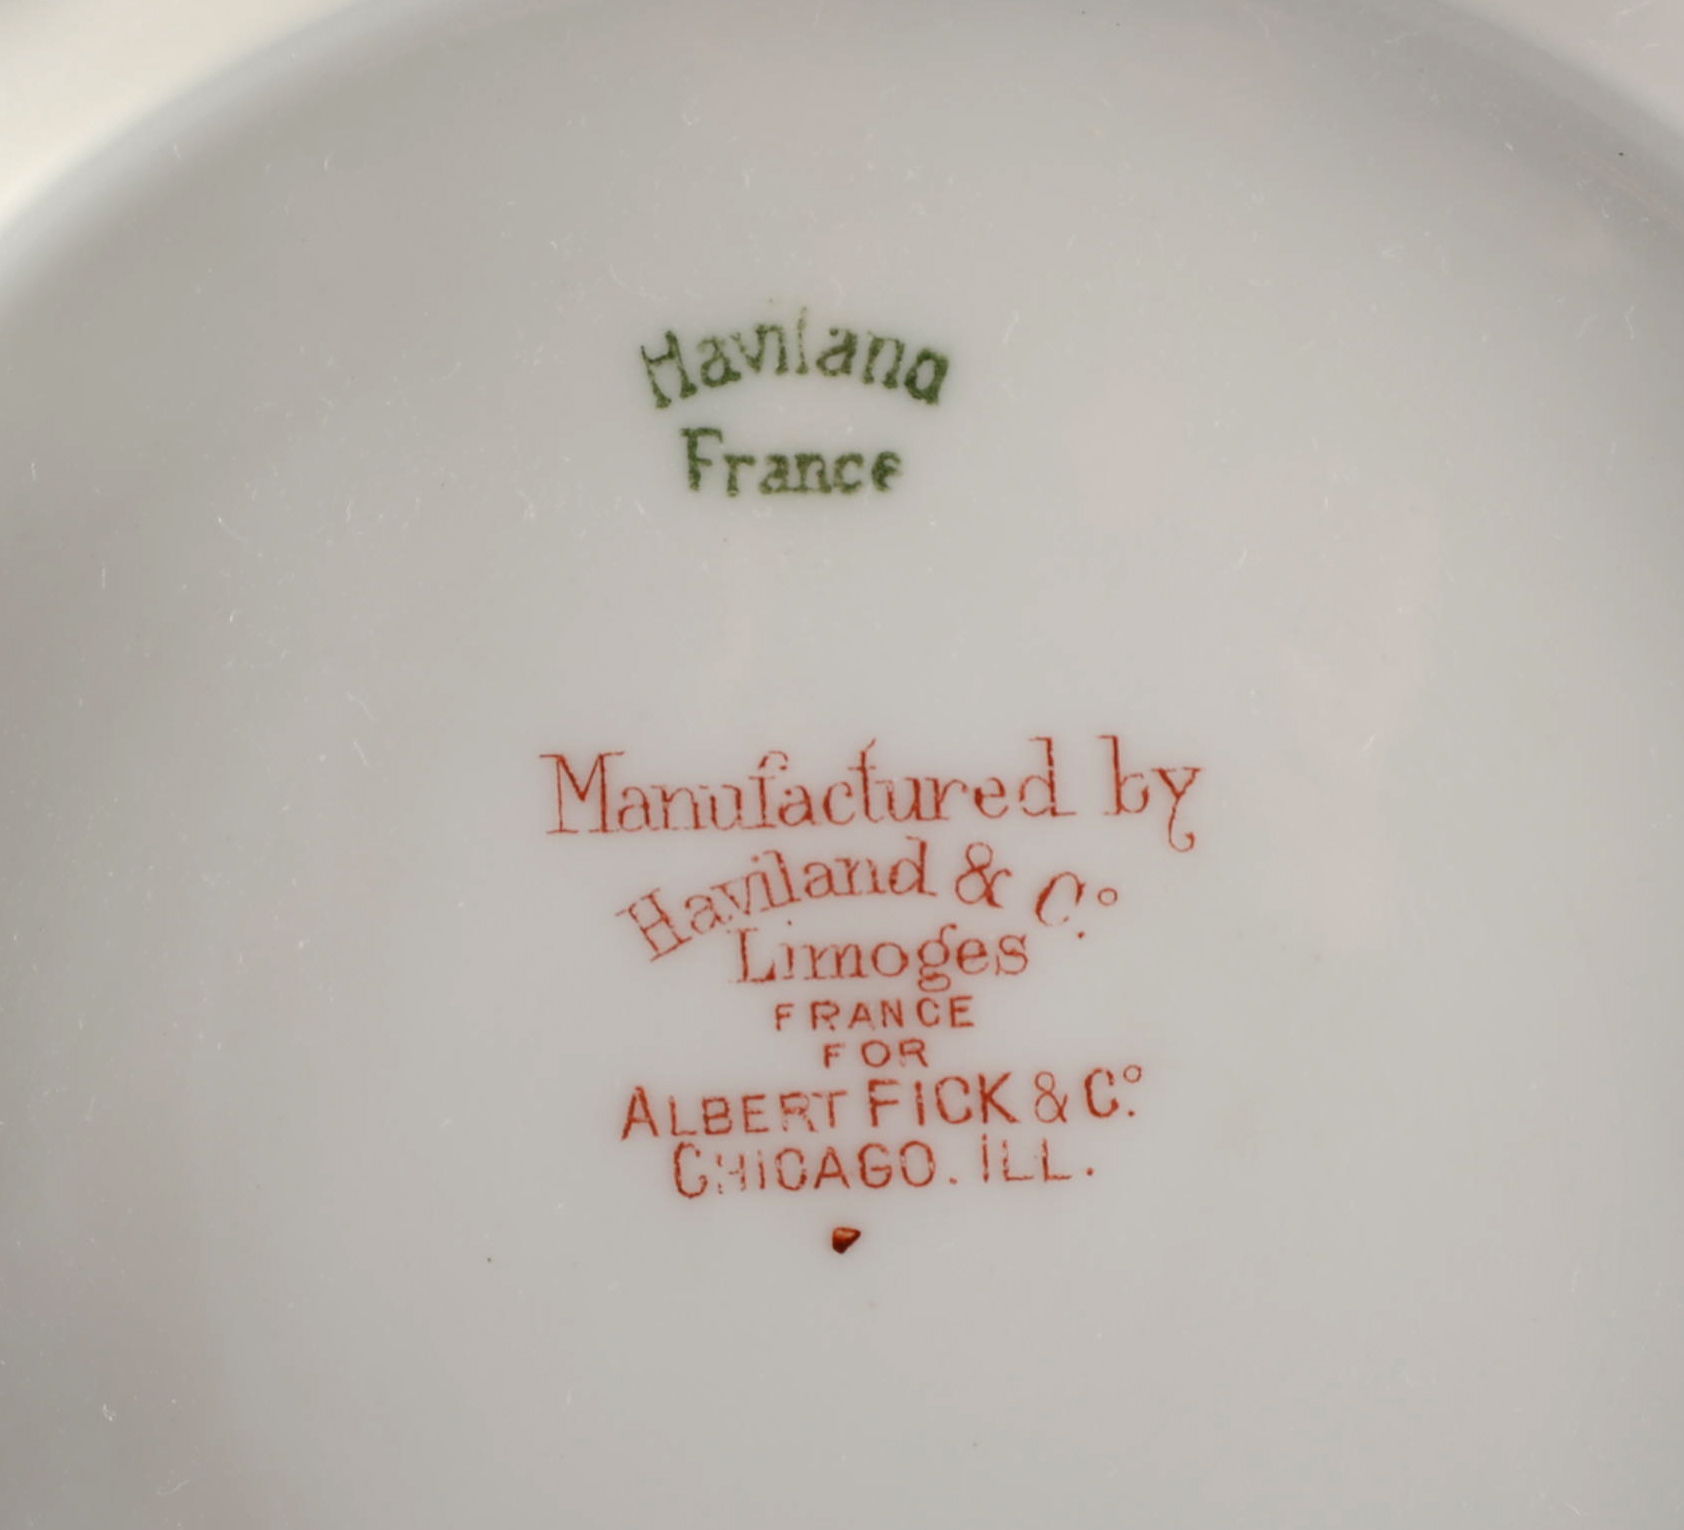 Haviland
France
Manufactured by
Haviland & Co.
Limoges
FRANCE
FOR
ALBERT FICK & Co.
CHICAGO. ILL.